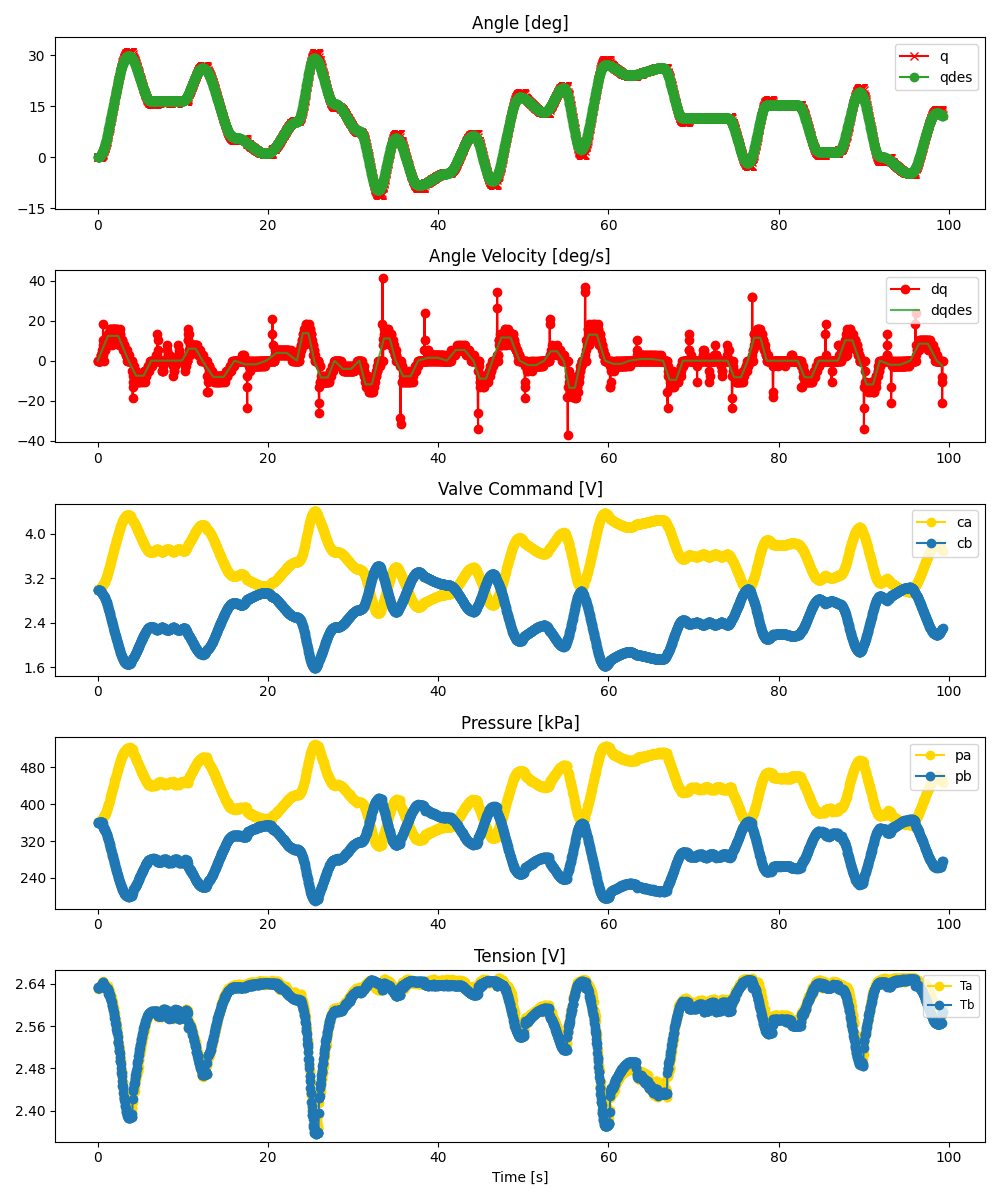 Angle [deg]
30
15
0
−15
q
qdes
0 20 40 60 80 100
Angle Velocity [deg/s]
40
20
0
−20
−40
dq
dqdes
0 20 40 60 80 100
Valve Command [V]
4.0
3.2
2.4
1.6
ca
cb
0 20 40 60 80 100
Pressure [kPa]
480
400
320
240
pa
pb
0 20 40 60 80 100
Tension [V]
2.64
2.56
2.48
2.40
Ta
Tb
0 20 40 60 80 100
Time [s]